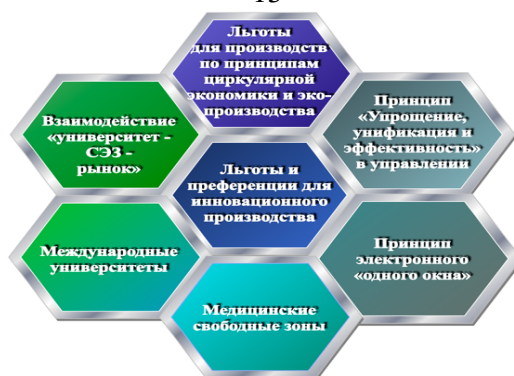 Льготы
для производств
по принципам
циркулярной
экономики и эко-
производства
Взаимодействие
«университет -
СЭЗ -
рынок»
Принцип
«Упрощение,
унификация и
эффективность»
в управлении
Льготы и
преференции для
инновационного
производства
Международные
университеты
Принцип
электронного
«одного окна»
Медицинские
свободные зоны